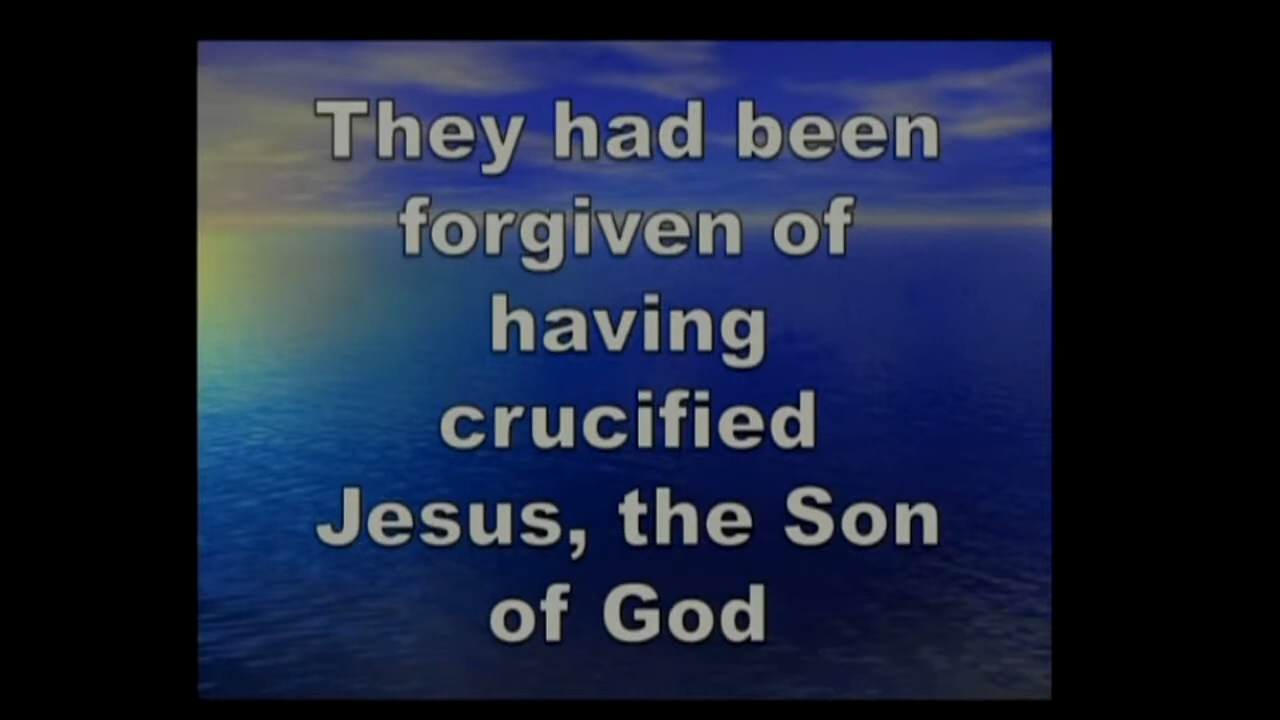 They had been
forgiven of
having
crucified
Jesus, the Son
of God